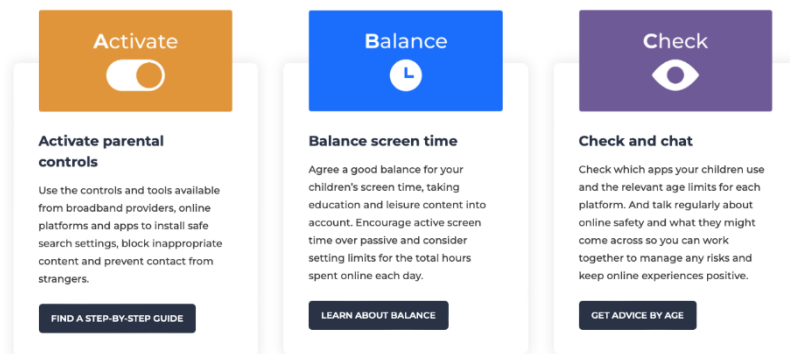 Activate
Activate parental
controls
Use the controls and tools available
from broadband providers, online
platforms and apps to install safe
search settings, block inappropriate
content and prevent contact from
strangers.
FIND A STEP-BY-STEP GUIDE
Balance
Balance screen time
Agree a good balance for your
children’s screen time, taking
education and leisure content into
account. Encourage active screen
time over passive and consider
setting limits for the total hours
spent online each day.
LEARN ABOUT BALANCE
Check
Check and chat
Check which apps your children use
and the relevant age limits for each
platform. And talk regularly about
online safety and what they might
come across so you can work
together to manage any risks and
keep online experiences positive.
GET ADVICE BY AGE